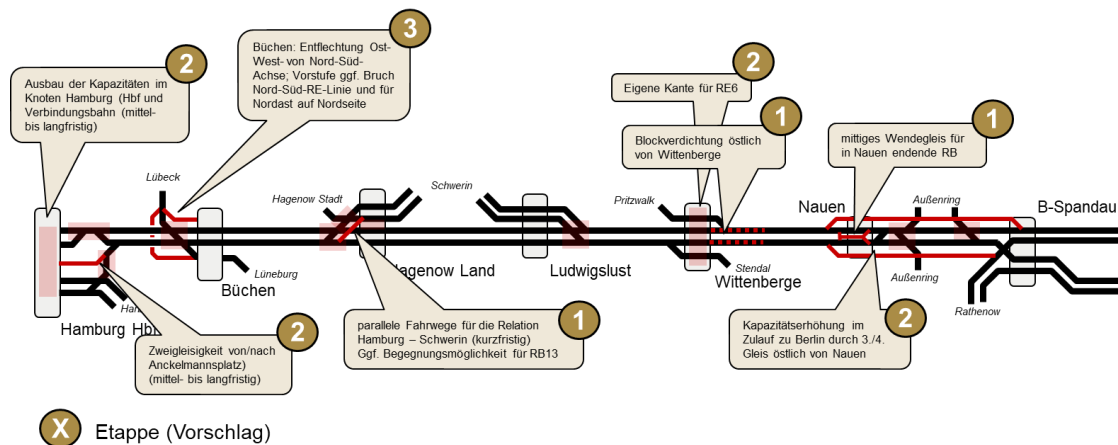 2
Ausbau der Kapazitäten im
Knoten Hamburg (Hbf und
Verbindungsbahn (mittel-
bis langfristig)
3
Büchen: Entflechtung Ost-
West- von Nord-Süd-
Achse; Vorstufe ggf. Bruch
Nord-Süd-RE-Linie und für
Nordast auf Nordseite
2
Eigene Kante für RE6
1
Blockverdichtung östlich
von Wittenberge
1
mittiges Wendegleis für
in Nauen endende RB
Lübeck
Hagenow Stadt
Schwerin
Pritzwalk
Nauen
Außenring
B-Spandau
Lüneburg
Büchen
Hagenow Land
Ludwigslust
Stendal
Wittenberge
Außenring
Rathenow
Har
Hamburg Hbf
2
Zweigleisigkeit von/nach
Anckelmannsplatz)
(mittel- bis langfristig)
1
parallele Fahrwege für die Relation
Hamburg – Schwerin (kurzfristig)
Ggf. Begegnungsmöglichkeit für RB13
2
Kapazitätserhöhung im
Zulauf zu Berlin durch 3./4.
Gleis östlich von Nauen
X Etappe (Vorschlag)